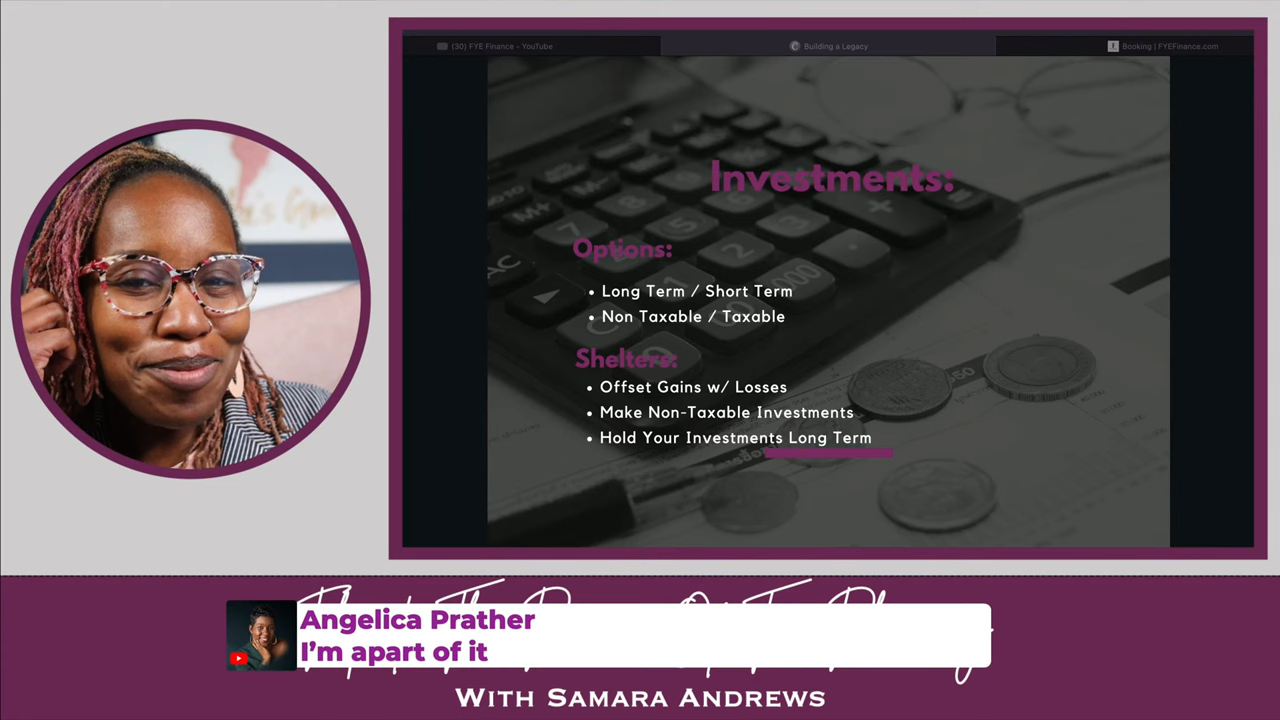 (30) FYE Finance - YouTube
Building a Legacy
Booking | FYEFinance.com
Investments:
Options:
• Long Term / Short Term
• Non Taxable / Taxable
Shelters:
• Offset Gains w/ Losses
• Make Non-Taxable Investments
• Hold Your Investments Long Term
Angelica Prather
I'm apart of it
With Samara Andrews